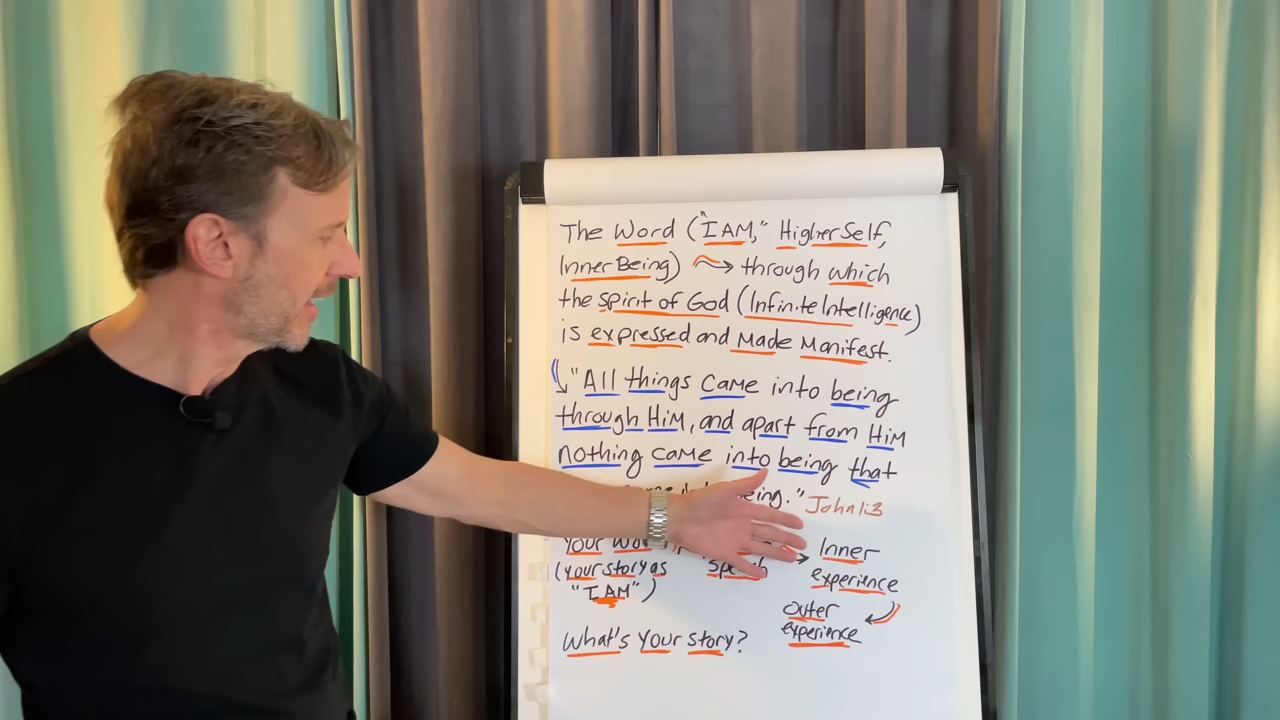 The Word ("I AM," Higher Self,
Inner Being) → through which
the spirit of God (Infinite Intelligence)
is expressed and Made Manifest.
"All things came into being
through Him, and apart from Him
nothing came into being that
being." John 1:3
Your
(your story as
"I AM")
Speech
→ Inner
experience
outer
experience
What's your story?